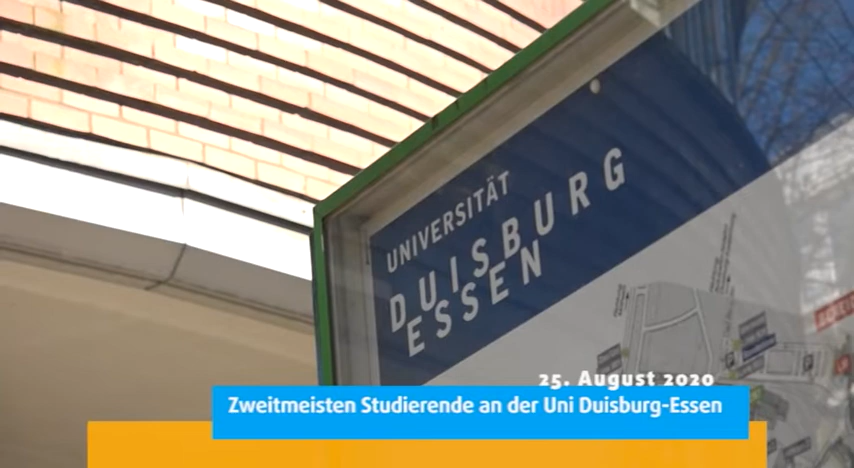 UNIVERSITÄT
DUISBURG
ESSEN
25. August 2020
Zweitmeisten Studierende an der Uni Duisburg-Essen